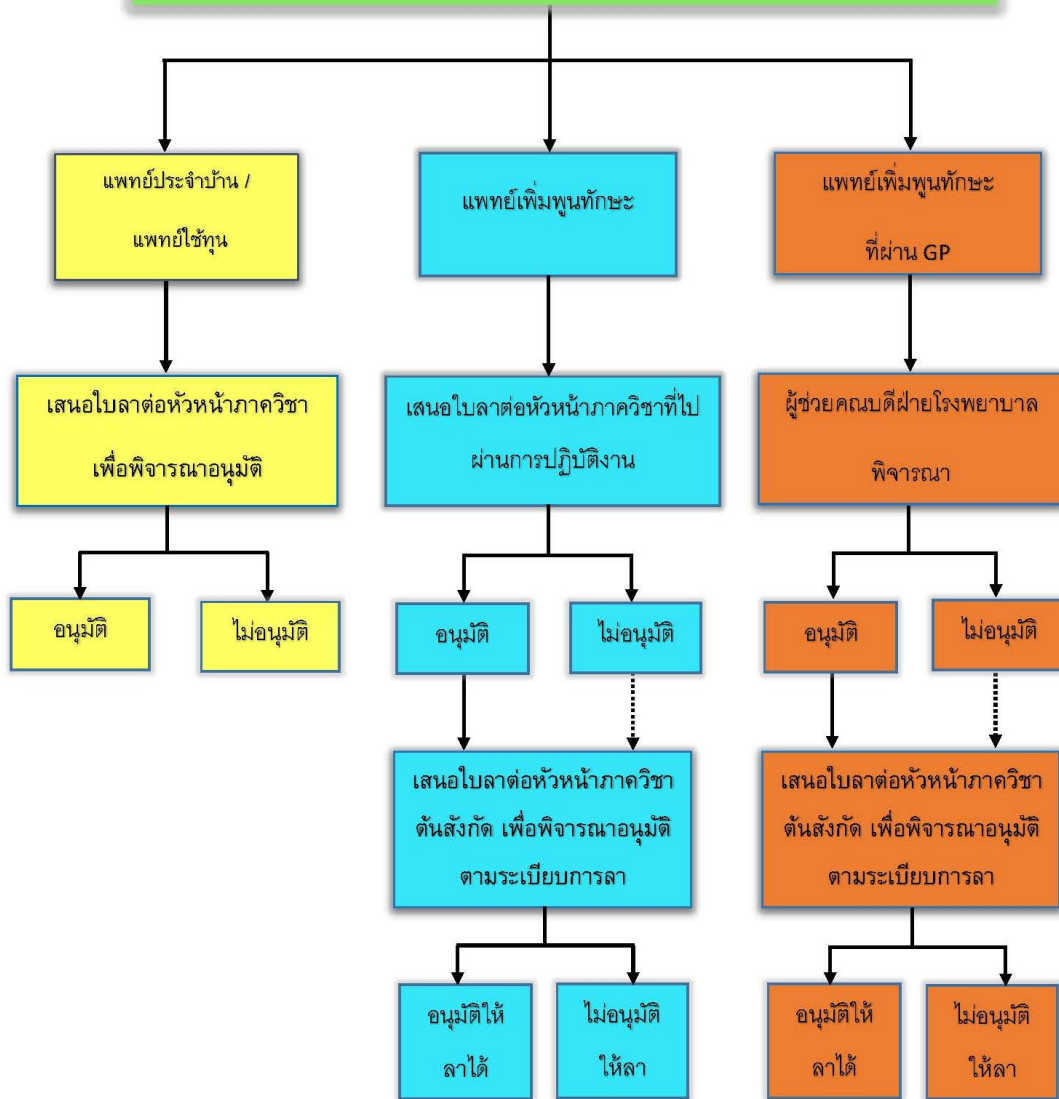 แพทย์ประจำบ้าน /
แพทย์ใช้ทุน
แพทย์เพิ่มพูนทักษะ
แพทย์เพิ่มพูนทักษะ
ที่ผ่าน GP
เสนอใบลาต่อหัวหน้าภาควิชา
เพื่อพิจารณาอนุมัติ
เสนอใบลาต่อหัวหน้าภาควิชาที่ไป
ผ่านการปฏิบัติงาน
ผู้ช่วยคณบดีฝ่ายโรงพยาบาล
พิจารณา
อนุมัติ
ไม่อนุมัติ
อนุมัติ
ไม่อนุมัติ
อนุมัติ
ไม่อนุมัติ
เสนอใบลาต่อหัวหน้าภาควิชา
ต้นสังกัด เพื่อพิจารณาอนุมัติ
ตามระเบียบการลา
เสนอใบลาต่อหัวหน้าภาควิชา
ต้นสังกัด เพื่อพิจารณาอนุมัติ
ตามระเบียบการลา
อนุมัติให้
ลาได้
ไม่อนุมัติ
ให้ลา
อนุมัติให้
ลาได้
ไม่อนุมัติ
ให้ลา